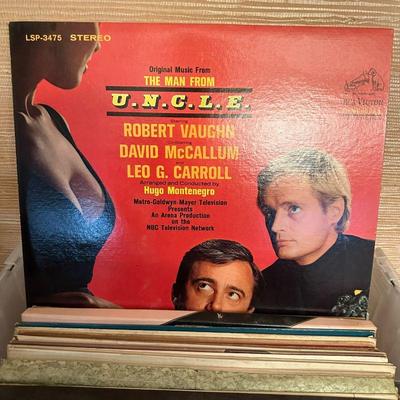 LSP-3475 STEREO
Original Music From
THE MAN FROM
U.N.C.L.E.
Starring
ROBERT VAUGHN
DAVID McCALLUM
LEO G. CARROLL
Arranged and Conducted by
Hugo Montenegro
Metro-Goldwyn-Mayer Television
Presents
An Arena Production
on the
NBC Television Network
RCA VICTOR